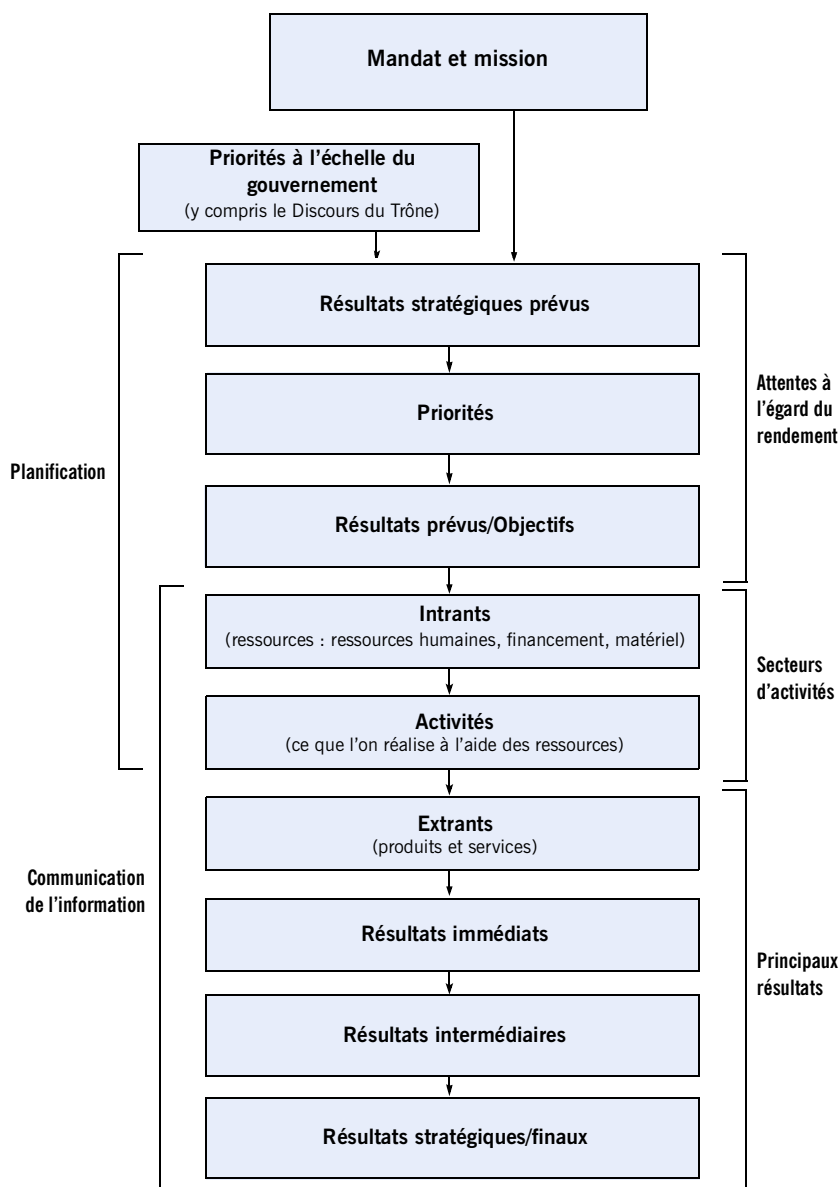 Mandat et mission
Priorités à l'échelle du
gouvernement
(y compris le Discours du Trône)
Résultats stratégiques prévus
Attentes à
l'égard du
rendement
Priorités
Planification
Résultats prévus/Objectifs
Intrants
(ressources : ressources humaines, financement, matériel)
Secteurs
d'activités
Activités
(ce que l'on réalise à l'aide des ressources)
Extrants
(produits et services)
Communication
de l'information
Résultats immédiats
Principaux
résultats
Résultats intermédiaires
Résultats stratégiques/finaux